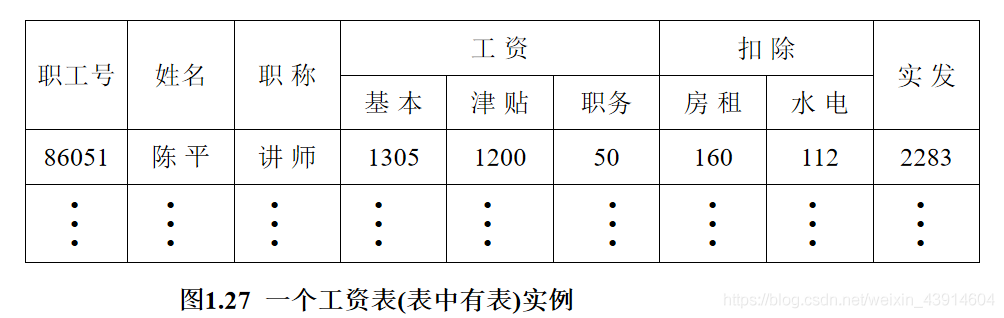 职工号 姓名 职称 工资 扣除 实发
基本 津贴 职务 房租 水电
86051 陈平 讲师 1305 1200 50 160 112 2283
图1.27 一个工资表(表中有表)实例
https://blog.csdn.net/weixin_43914604